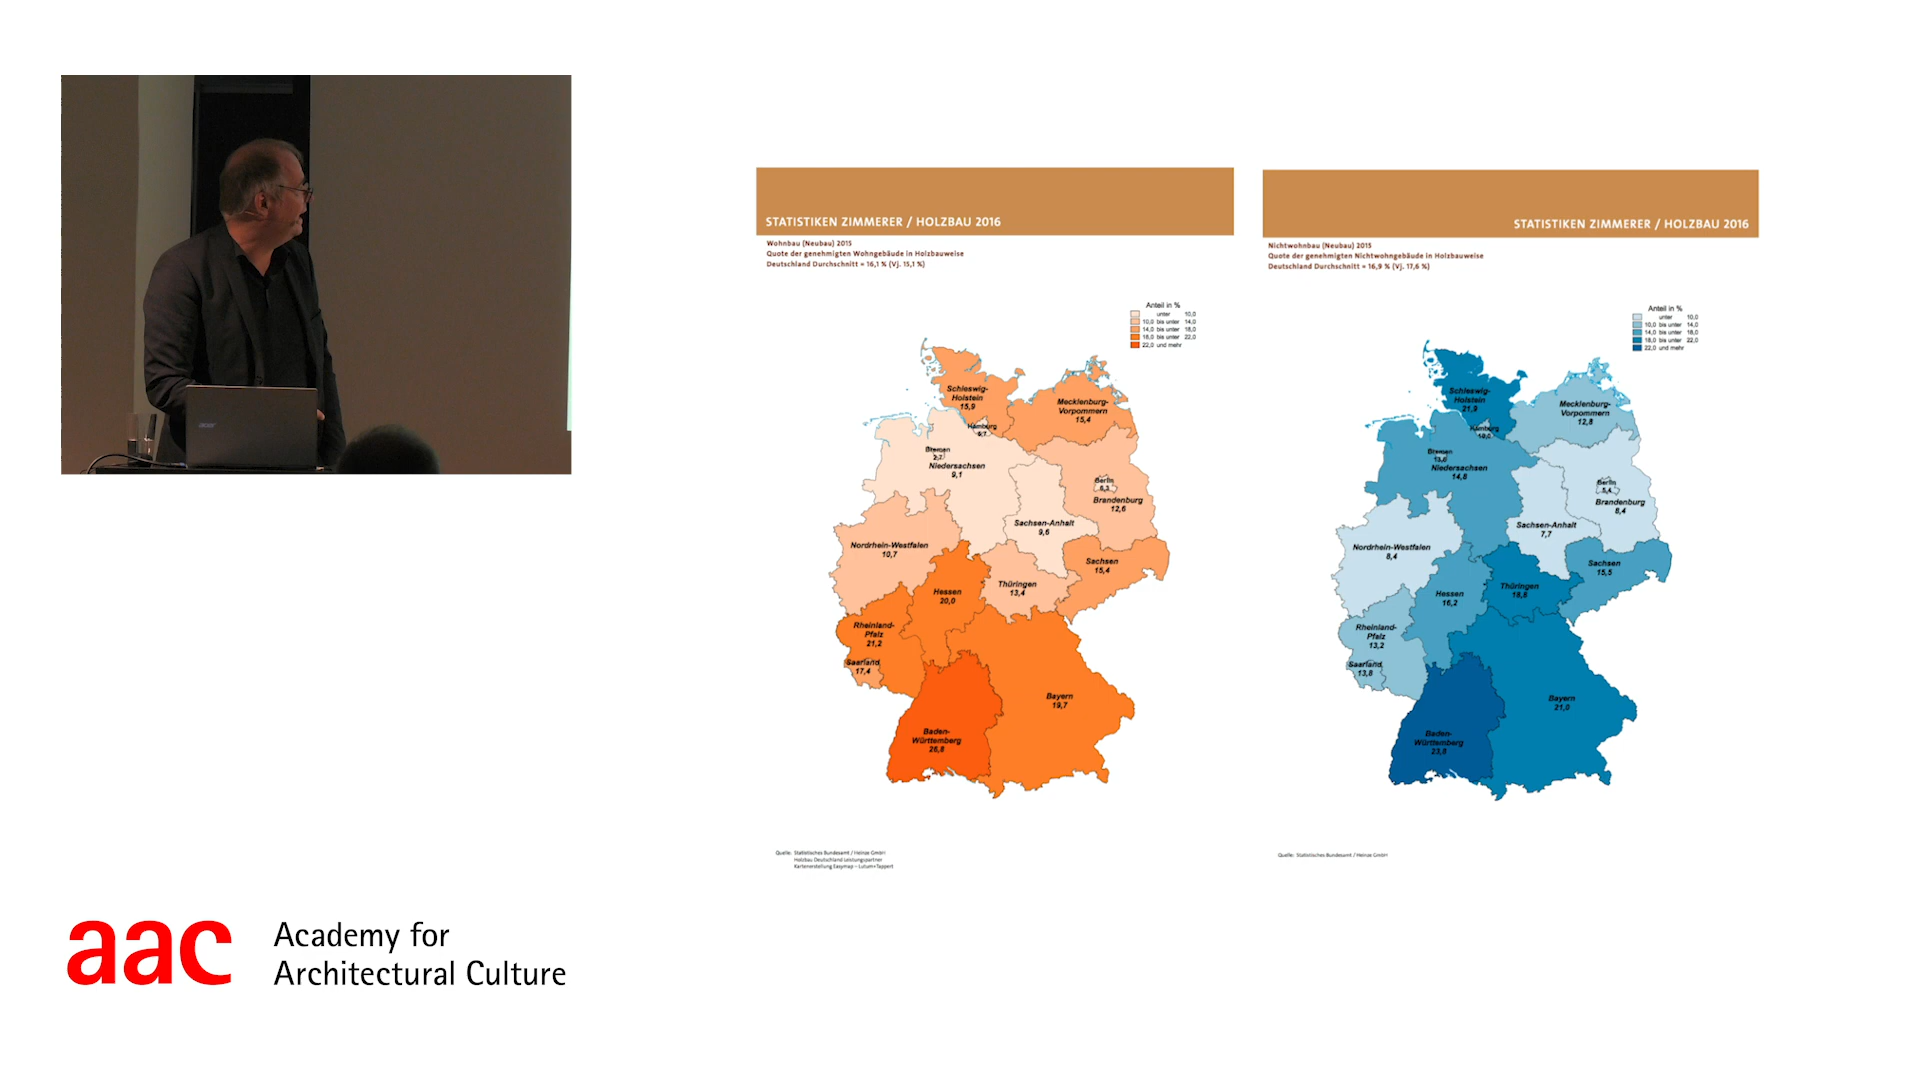 acer
STATISTIKEN ZIMMERER / HOLZBAU 2016
Wohnbau (Neubau) 2015
Quote der genehmigten Wohngebäude in Holzbauweise
Deutschland Durchschnitt = 16,1 % (Vj. 15,1 %)
Anteil in %
unter 10,0
10,0 bis unter 14,0
14,0 bis unter 18,0
18,0 bis unter 22,0
22,0 und mehr
Schleswig-
Holstein
15,9
Mecklenburg-
Vorpommern
15,4
Hamburg
Bremen
2,7
Niedersachsen
9,1
Berlin
Brandenburg
12,6
Sachsen-Anhalt
9,6
Nordrhein-Westfalen
10,7
Sachsen
15,4
Thüringen
13,4
Hessen
20,0
Rheinland-
Pfalz
21,2
Saarland
17,4
Bayern
19,7
Baden-
Württemberg
26,8
Quelle: Statistisches Bundesamt / Heinze GmbH
Holzbau Deutschland Leistungspartner
Kartenerstellung Easymap – Lutum+Tappert
STATISTIKEN ZIMMERER / HOLZBAU 2016
Nichtwohnbau (Neubau) 2015
Quote der genehmigten Nichtwohngebäude in Holzbauweise
Deutschland Durchschnitt = 16,9 % (Vj. 17,6 %)
Anteil in %
unter 10,0
10,0 bis unter 14,0
14,0 bis unter 18,0
18,0 bis unter 22,0
22,0 und mehr
Schleswig-
Holstein
21,9
Mecklenburg-
Vorpommern
12,8
Hamburg
10,0
Bremen
13,0
Niedersachsen
14,8
Berlin
5,4
Brandenburg
8,4
Sachsen-Anhalt
7,7
Nordrhein-Westfalen
8,4
Sachsen
15,5
Thüringen
18,8
Hessen
16,2
Rheinland-
Pfalz
13,2
Saarland
13,8
Bayern
21,0
Baden-
Württemberg
Quelle: Statistisches Bundesamt / Heinze GmbH
aac
Academy for
Architectural Culture